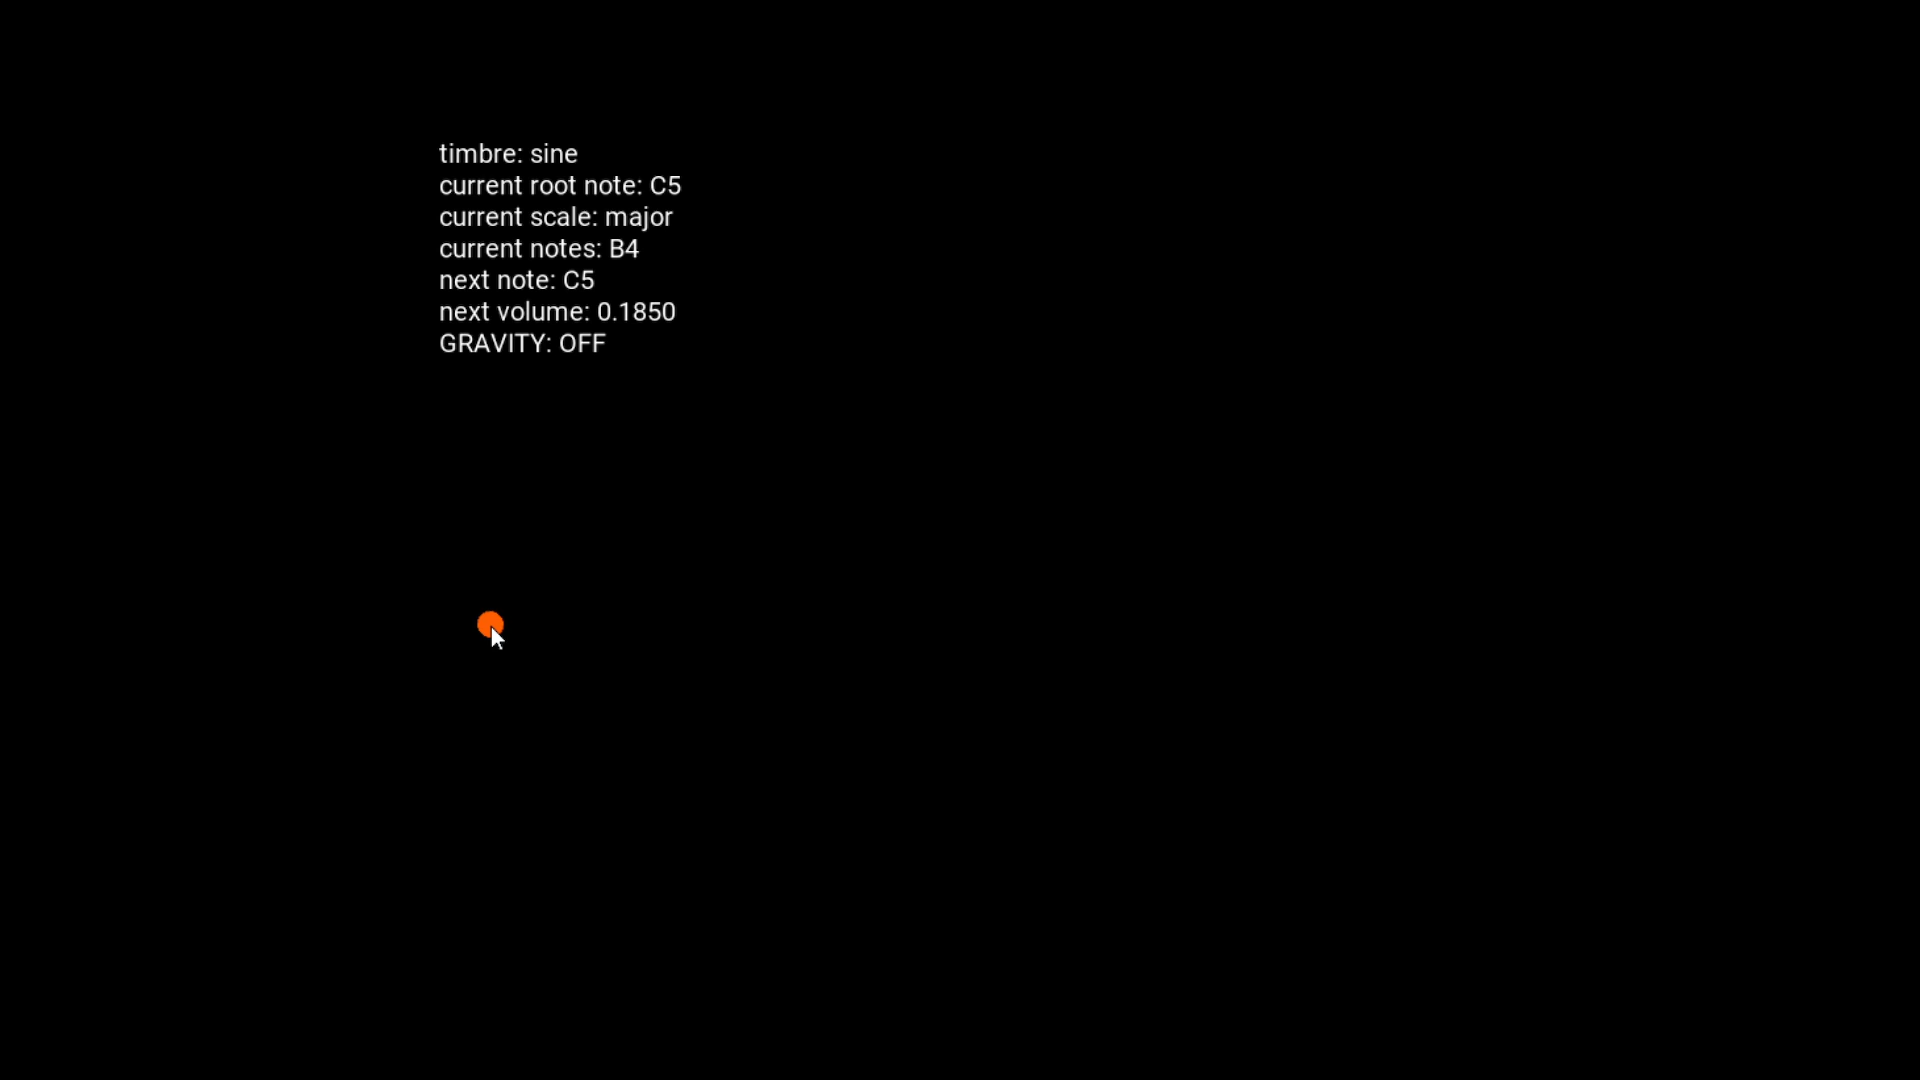 timbre: sine
current root note: C5
current scale: major
current notes: B4
next note: C5
next volume: 0.1850
GRAVITY: OFF